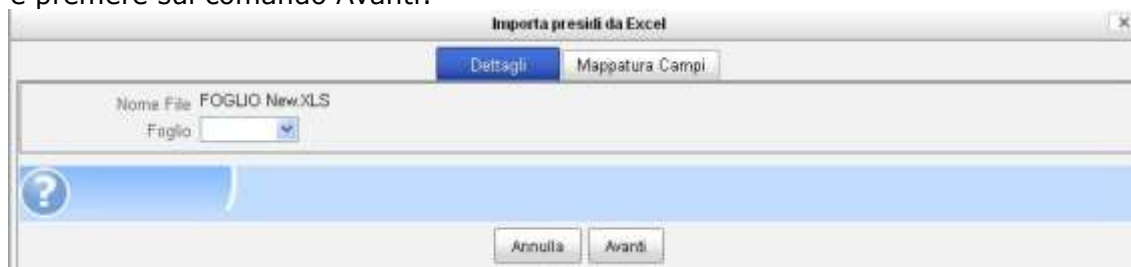 e premere sul comando Avanti.
Importa presidi da Excel
Dettagli Mappatura Campi
Nome File FOGLIO New.XLS
Foglio
Annulla Avanti